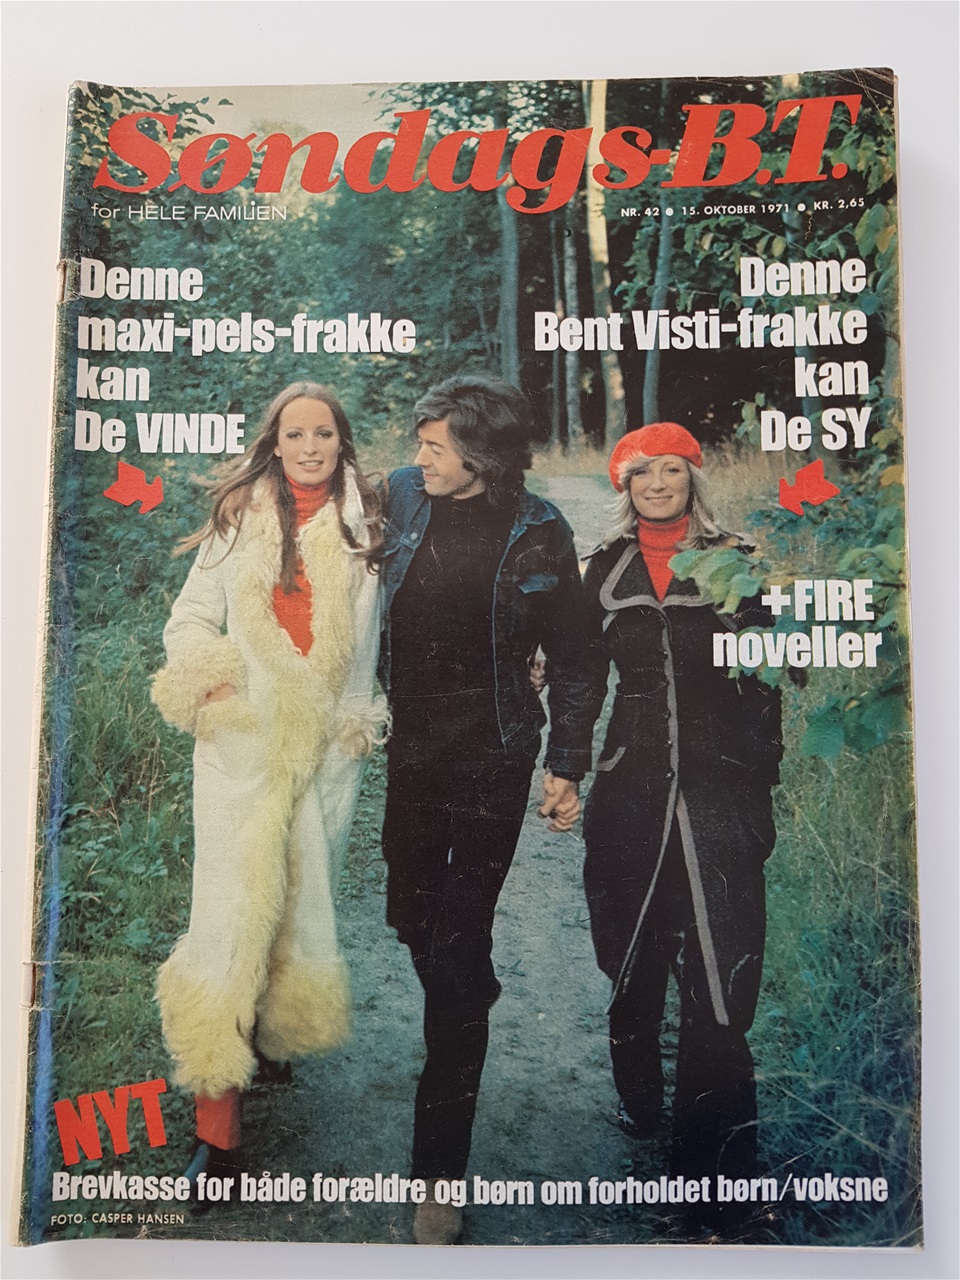 Søndags-B.T.
for HELE FAMILIEN
NR. 42 • 15. OKTOBER 1971 • KR. 2,65
Denne
maxi-pels-frakke
kan
De VINDE
Denne
Bent Visti-frakke
kan
De SY
+FIRE
noveller
NYT
Brevkasse for både forældre og børn om forholdet børn/voksne
FOTO: CASPER HANSEN